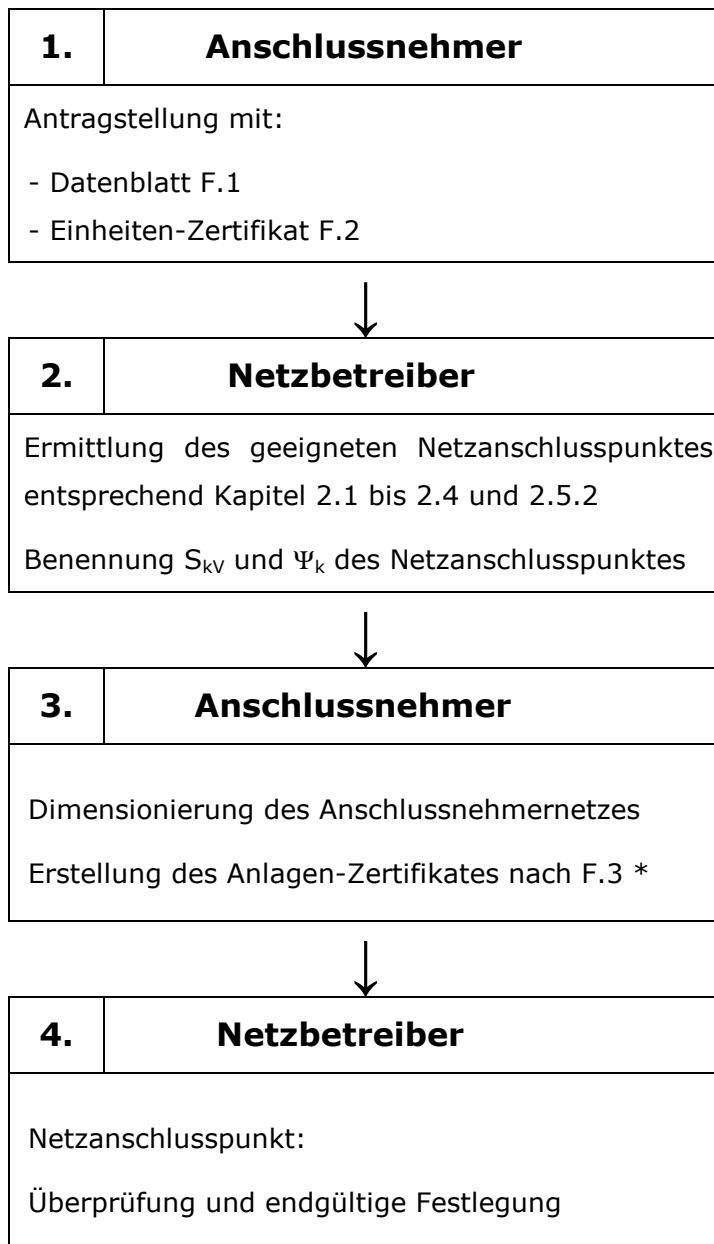 1. Anschlussnehmer
Antragstellung mit:
- Datenblatt F.1
- Einheiten-Zertifikat F.2
2. Netzbetreiber
Ermittlung des geeigneten Netzanschlusspunktes
entsprechend Kapitel 2.1 bis 2.4 und 2.5.2
Benennung SkV und Ψk des Netzanschlusspunktes
3. Anschlussnehmer
Dimensionierung des Anschlussnehmernetzes
Erstellung des Anlagen-Zertifikates nach F.3 *
4. Netzbetreiber
Netzanschlusspunkt:
Überprüfung und endgültige Festlegung